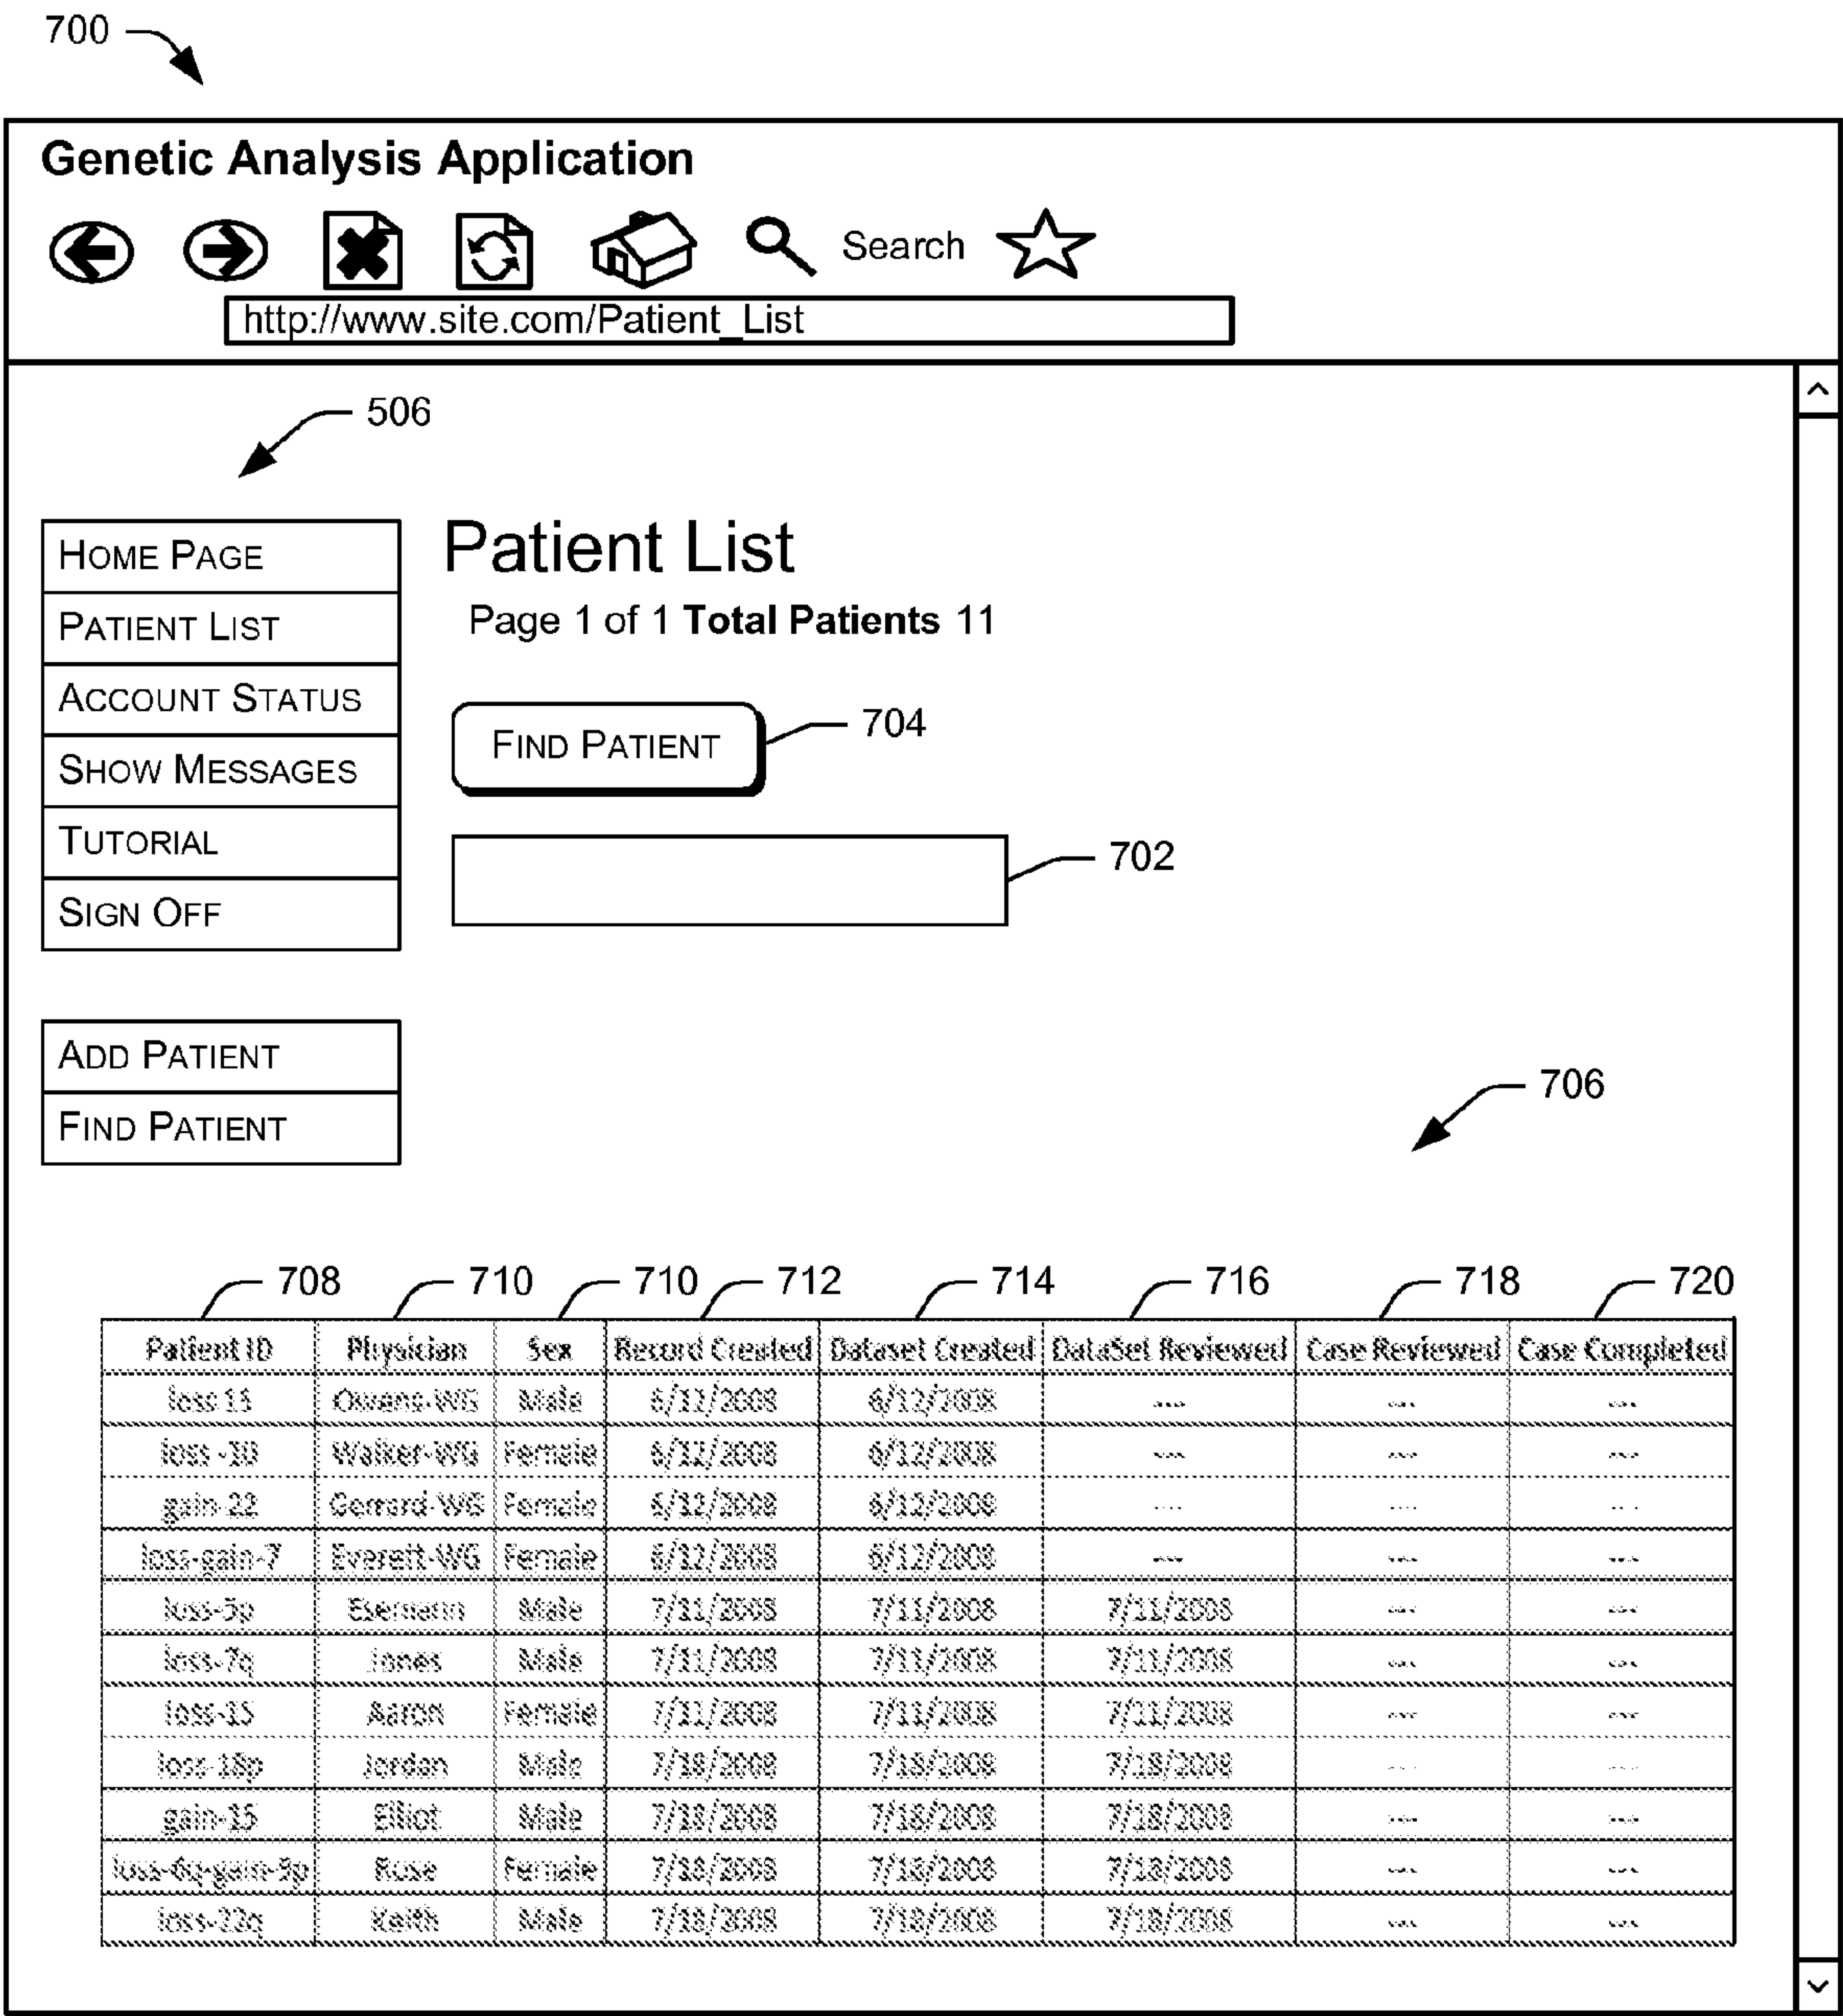 700
Genetic Analysis Application
Search
http://www.site.com/Patient_List
506
HOME PAGE
PATIENT LIST
ACCOUNT STATUS
SHOW MESSAGES
TUTORIAL
SIGN OFF
Patient List
Page 1 of 1 Total Patients 11
FIND PATIENT
704
702
ADD PATIENT
FIND PATIENT
706
708 710 710 712 714 716 718 720
Patient ID Physician Sex Record Created Dataset Created DataSet Reviewed Case Reviewed Case Completed
Owens-WG Male 6/12/2008 6/12/2008 --- --- ---
loss -10 Walker-WG Female 6/12/2008 6/12/2008 --- --- ---
gain-22 Gerrard-WG Female 6/12/2008 6/12/2008 --- --- ---
loss-gain-7 Everett-WG Female 6/12/2008 6/12/2008 --- --- ---
loss-5p Male 7/11/2008 7/11/2008 7/11/2008 --- ---
loss-7q Jones Male 7/11/2008 7/11/2008 7/11/2008 --- ---
loss-15 Aaron Female 7/11/2008 7/11/2008 7/11/2008 --- ---
loss-18p Jordan Male 7/18/2008 7/18/2008 7/18/2008 --- ---
gain-15 Elliot Male 7/18/2008 7/18/2008 7/18/2008 --- ---
Rose Female 7/18/2008 7/18/2008 7/18/2008 --- ---
loss-22q Keith Male 7/18/2008 7/18/2008 7/18/2008 --- ---